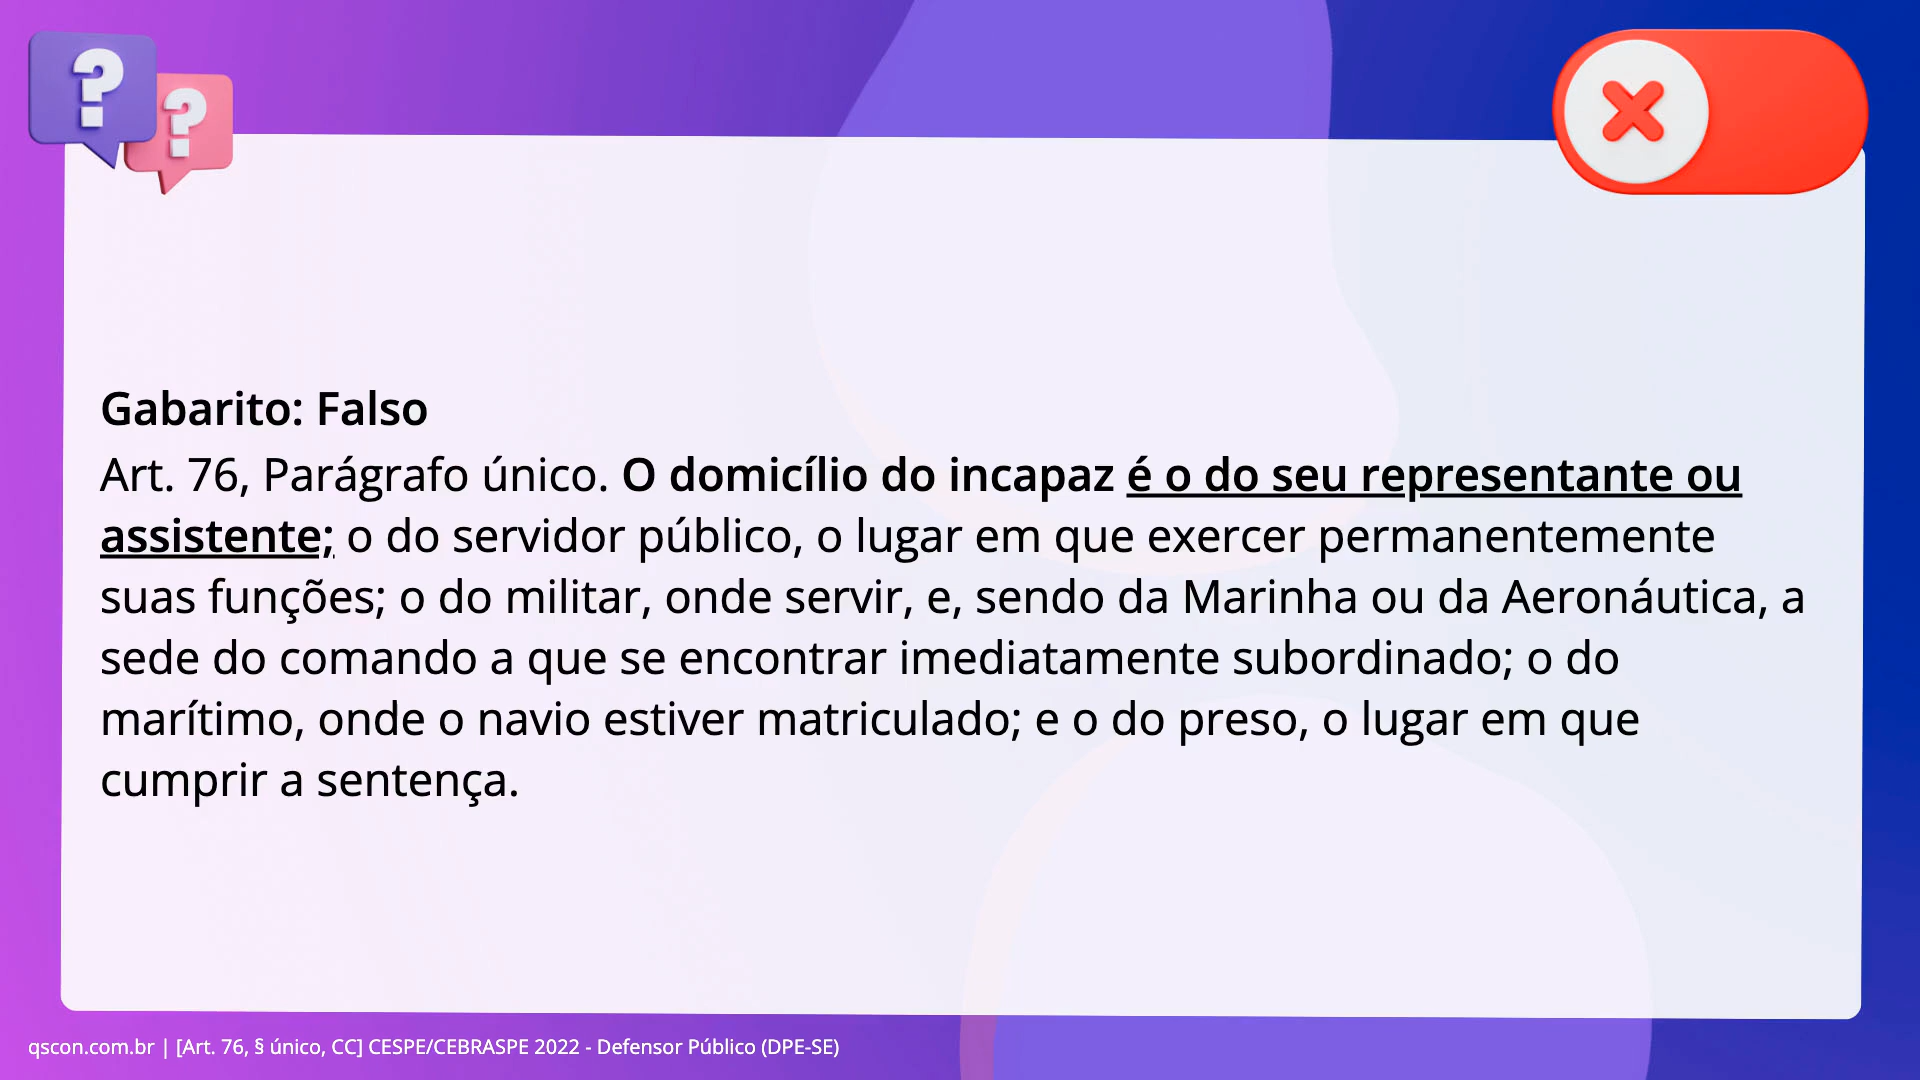 Gabarito: Falso
Art. 76, Parágrafo único. O domicílio do incapaz é o do seu representante ou
assistente; o do servidor público, o lugar em que exercer permanentemente
suas funções; o do militar, onde servir, e, sendo da Marinha ou da Aeronáutica, a
sede do comando a que se encontrar imediatamente subordinado; o do
marítimo, onde o navio estiver matriculado; e o do preso, o lugar em que
cumprir a sentença.
qscon.com.br | [Art. 76, § único, CC] CESPE/CEBRASPE 2022 - Defensor Público (DPE-SE)